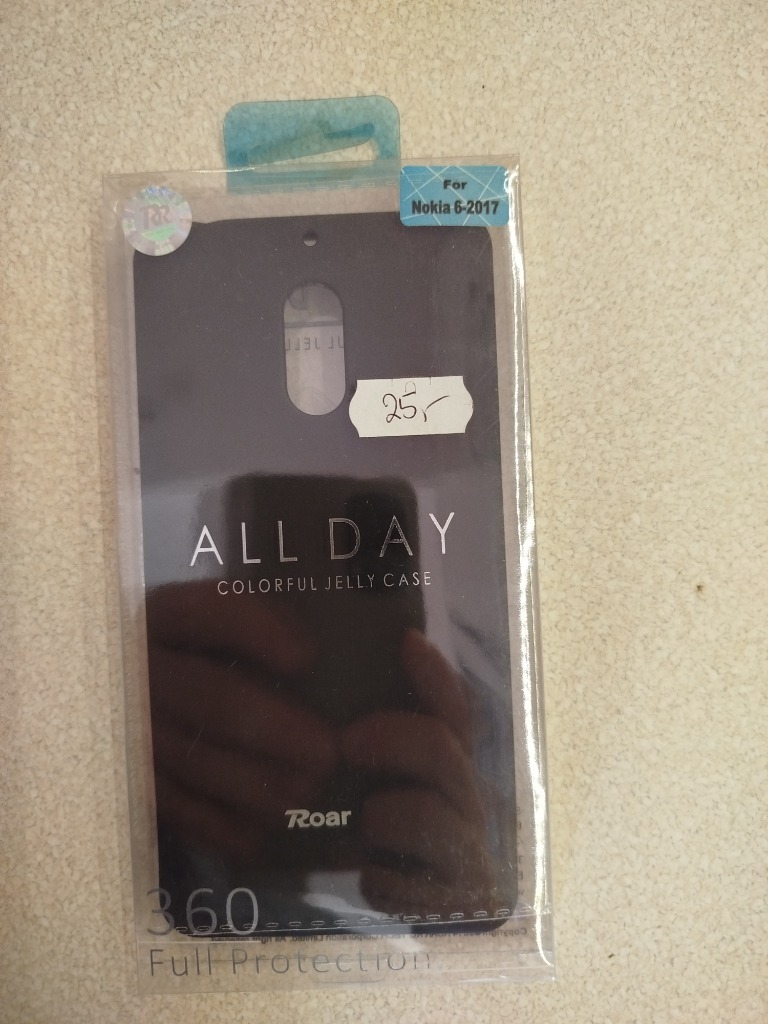 For
Nokia 6-2017
25,-
ALL DAY
COLORFUL JELLY CASE
Roar
360
Full Protection